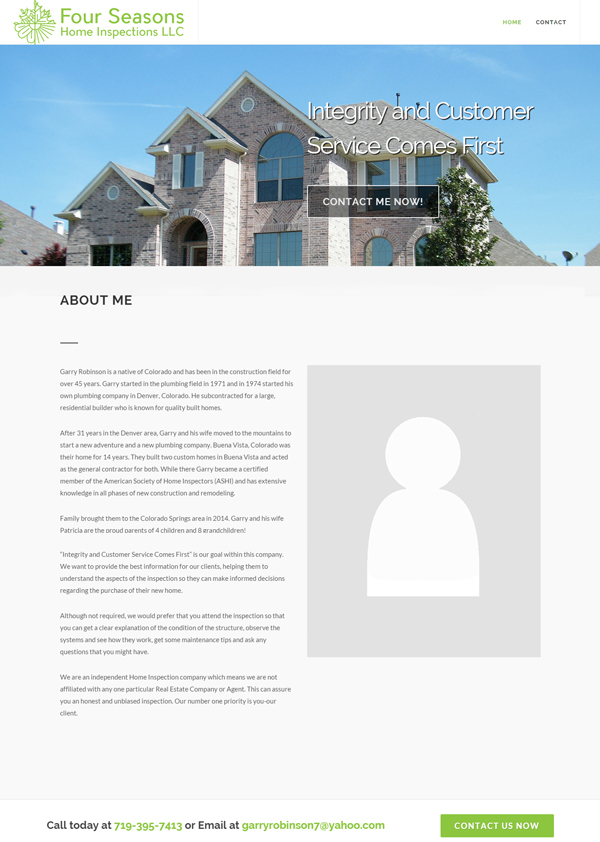 Four Seasons
Home Inspections LLC
HOME
CONTACT
Integrity and Customer
Service Comes First
CONTACT ME NOW!
ABOUT ME
Garry Robinson is a native of Colorado and has been in the construction field for
over 45 years. Garry started in the plumbing field in 1971 and in 1974 started his
own plumbing company in Denver, Colorado. He subcontracted for a large,
residential builder who is known for quality built homes.
After 31 years in the Denver area, Garry and his wife moved to the mountains to
start a new adventure and a new plumbing company. Buena Vista, Colorado was
their home for 14 years. They built two custom homes in Buena Vista and acted
as the general contractor for both. While there Garry became a certified
member of the American Society of Home Inspectors (ASHI) and has extensive
knowledge in all phases of new construction and remodeling.
Family brought them to the Colorado Springs area in 2014. Garry and his wife
Patricia are the proud parents of 4 children and 8 grandchildren!
"Integrity and Customer Service Comes First" is our goal within this company.
We want to provide the best information for our clients, helping them to
understand the aspects of the inspection so they can make informed decisions
regarding the purchase of their new home.
Although not required, we would prefer that you attend the inspection so that
you can get a clear explanation of the condition of the structure, observe the
systems and see how they work, get some maintenance tips and ask any
questions that you might have.
We are an independent Home Inspection company which means we are not
affiliated with any one particular Real Estate Company or Agent. This can assure
you an honest and unbiased inspection. Our number one priority is you-our
client.
Call today at 719-395-7413 or Email at garryrobinson7@yahoo.com
CONTACT US NOW